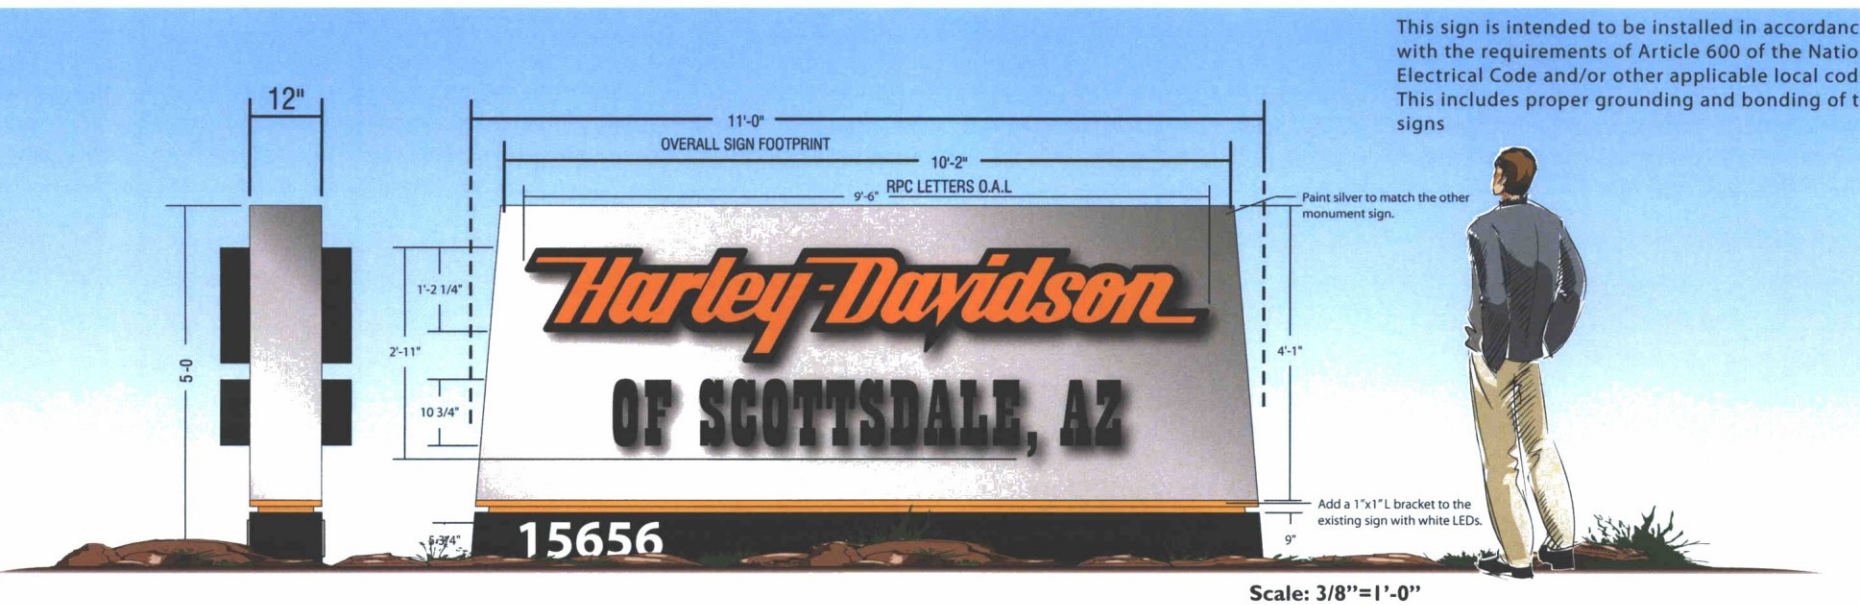 This sign is intended to be installed in accordanc
with the requirements of Article 600 of the Natio
Electrical Code and/or other applicable local cod
This includes proper grounding and bonding of t
signs
12"
11'-0"
OVERALL SIGN FOOTPRINT
10'-2"
RPC LETTERS O.A.L
9'-6"
Paint silver to match the other
monument sign.
Harley-Davidson
1'-2 1/4"
2'-11"
4'-1"
5-0
OF SCOTTSDALE, AZ
10 3/4"
Add a 1"x1" L bracket to the
existing sign with white LEDs.
15656
5 3/4"
9"
Scale: 3/8"=1'-0"